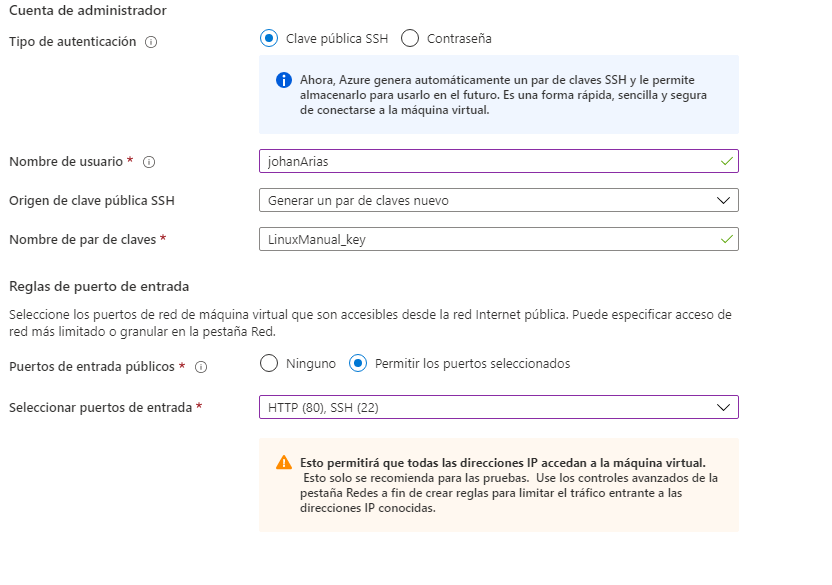 Cuenta de administrador
Tipo de autenticación
Clave pública SSH
Contraseña
Ahora, Azure genera automáticamente un par de claves SSH y le permite
almacenarlo para usarlo en el futuro. Es una forma rápida, sencilla y segura
de conectarse a la máquina virtual.
Nombre de usuario *
johanArias
Origen de clave pública SSH
Generar un par de claves nuevo
Nombre de par de claves *
LinuxManual_key
Reglas de puerto de entrada
Seleccione los puertos de red de máquina virtual que son accesibles desde la red Internet pública. Puede especificar acceso de
red más limitado o granular en la pestaña Red.
Puertos de entrada públicos *
Ninguno
Permitir los puertos seleccionados
Seleccionar puertos de entrada *
HTTP (80), SSH (22)
Esto permitirá que todas las direcciones IP accedan a la máquina virtual.
Esto solo se recomienda para las pruebas. Use los controles avanzados de la
pestaña Redes a fin de crear reglas para limitar el tráfico entrante a las
direcciones IP conocidas.